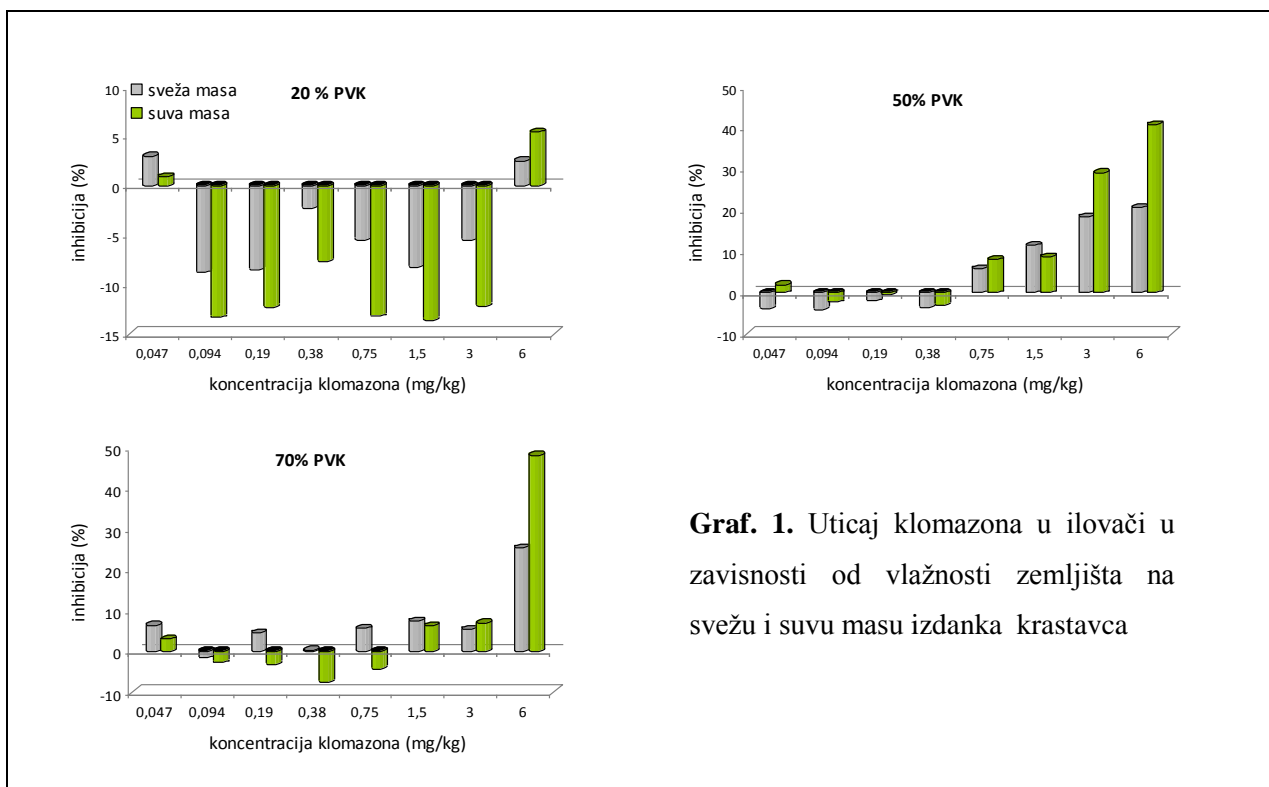 sveža masa
suva masa
20 % PVK
inhibicija (%)
10
5
0
-5
-10
-15
0,047 0,094 0,19 0,38 0,75 1,5 3 6
koncentracija klomazona (mg/kg)
50% PVK
inhibicija (%)
50
40
30
20
10
0
-10
0,047 0,094 0,19 0,38 0,75 1,5 3 6
koncentracija klomazona (mg/kg)
70% PVK
inhibicija (%)
50
40
30
20
10
0
-10
0,047 0,094 0,19 0,38 0,75 1,5 3 6
koncentracija klomazona (mg/kg)
Graf. 1. Uticaj klomazona u ilovači u
zavisnosti od vlažnosti zemljišta na
svežu i suvu masu izdanka krastavca